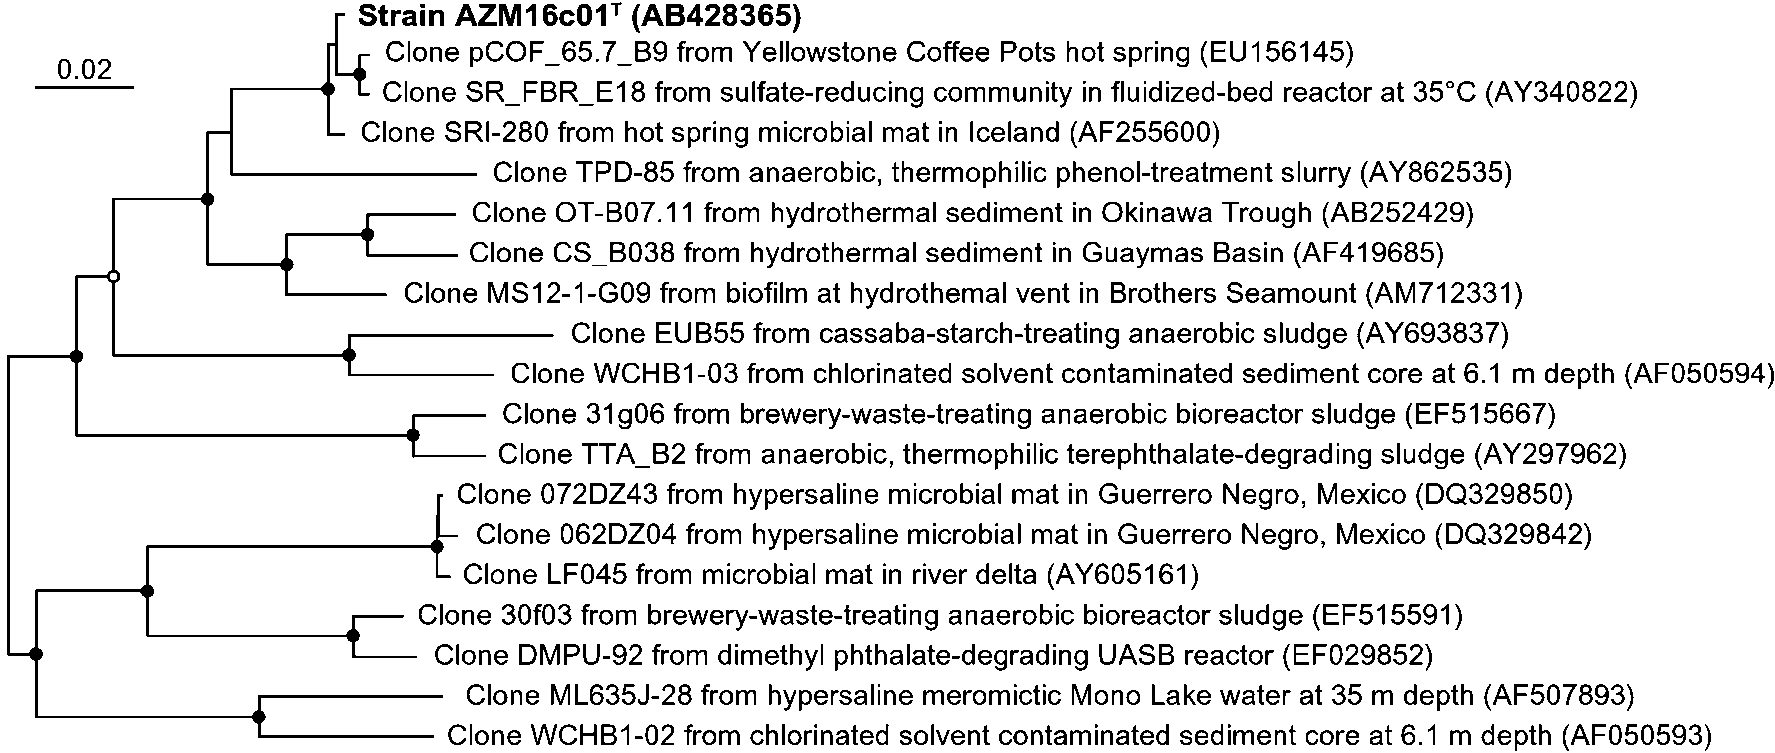 Strain AZM16c01ᵀ (AB428365)
Clone pCOF_65.7_B9 from Yellowstone Coffee Pots hot spring (EU156145)
0.02
Clone SR_FBR_E18 from sulfate-reducing community in fluidized-bed reactor at 35°C (AY340822)
Clone SRI-280 from hot spring microbial mat in Iceland (AF255600)
Clone TPD-85 from anaerobic, thermophilic phenol-treatment slurry (AY862535)
Clone OT-B07.11 from hydrothermal sediment in Okinawa Trough (AB252429)
Clone CS_B038 from hydrothermal sediment in Guaymas Basin (AF419685)
Clone MS12-1-G09 from biofilm at hydrothemal vent in Brothers Seamount (AM712331)
Clone EUB55 from cassaba-starch-treating anaerobic sludge (AY693837)
Clone WCHB1-03 from chlorinated solvent contaminated sediment core at 6.1 m depth (AF050594)
Clone 31g06 from brewery-waste-treating anaerobic bioreactor sludge (EF515667)
Clone TTA_B2 from anaerobic, thermophilic terephthalate-degrading sludge (AY297962)
Clone 072DZ43 from hypersaline microbial mat in Guerrero Negro, Mexico (DQ329850)
Clone 062DZ04 from hypersaline microbial mat in Guerrero Negro, Mexico (DQ329842)
Clone LF045 from microbial mat in river delta (AY605161)
Clone 30f03 from brewery-waste-treating anaerobic bioreactor sludge (EF515591)
Clone DMPU-92 from dimethyl phthalate-degrading UASB reactor (EF029852)
Clone ML635J-28 from hypersaline meromictic Mono Lake water at 35 m depth (AF507893)
Clone WCHB1-02 from chlorinated solvent contaminated sediment core at 6.1 m depth (AF050593)